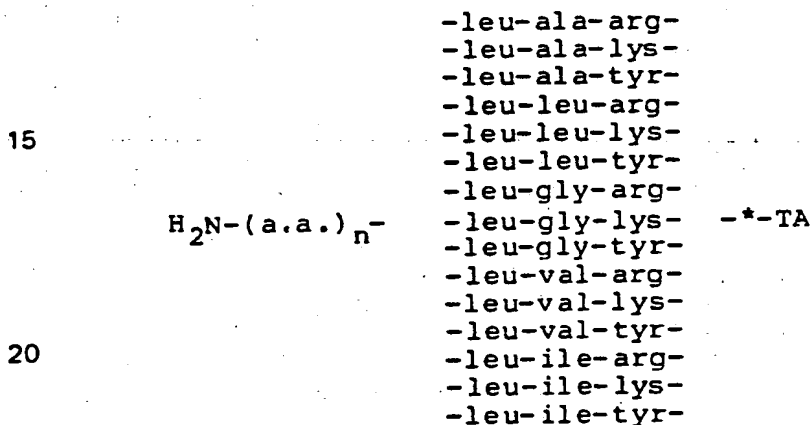 -leu-ala-arg-
-leu-ala-lys-
-leu-ala-tyr-
-leu-leu-arg-
15 -leu-leu-lys-
-leu-leu-tyr-
-leu-gly-arg-
H₂N-(a.a.)ₙ- -leu-gly-lys- -*-TA
-leu-gly-tyr-
-leu-val-arg-
-leu-val-lys-
-leu-val-tyr-
20 -leu-ile-arg-
-leu-ile-lys-
-leu-ile-tyr-